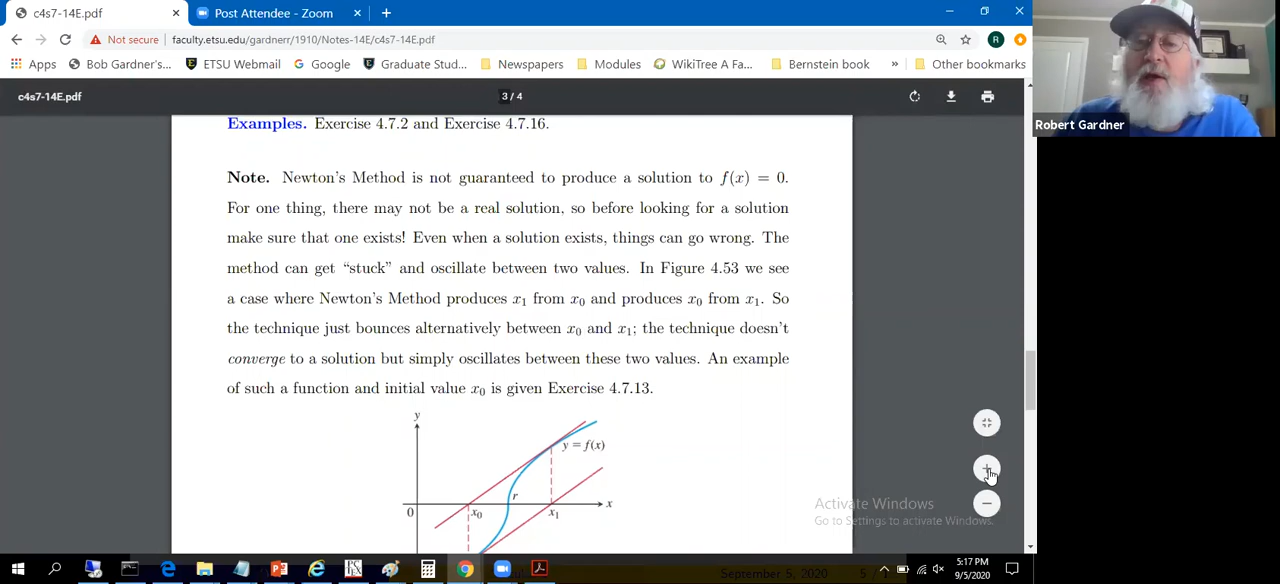 c4s7-14E.pdf
Post Attendee - Zoom
Not secure | faculty.etsu.edu/gardnerr/1910/Notes-14E/c4s7-14E.pdf
R
Apps Bob Gardner's... ETSU Webmail Google Graduate Stud... Newspapers Modules WikiTree A Fa... Bernstein book » Other bookmarks
c4s7-14E.pdf
3 / 4
Robert Gardner
Examples. Exercise 4.7.2 and Exercise 4.7.16.
Note. Newton's Method is not guaranteed to produce a solution to f(x) = 0.
For one thing, there may not be a real solution, so before looking for a solution
make sure that one exists! Even when a solution exists, things can go wrong. The
method can get “stuck” and oscillate between two values. In Figure 4.53 we see
a case where Newton's Method produces x₁ from x₀ and produces x₀ from x₁. So
the technique just bounces alternatively between x₀ and x₁; the technique doesn't
converge to a solution but simply oscillates between these two values. An example
of such a function and initial value x₀ is given Exercise 4.7.13.
y
y = f(x)
r
0 x₀ x₁ x
Activate Windows
Go to Settings to activate Windows.
September 5, 2020
5:17 PM
9/5/2020